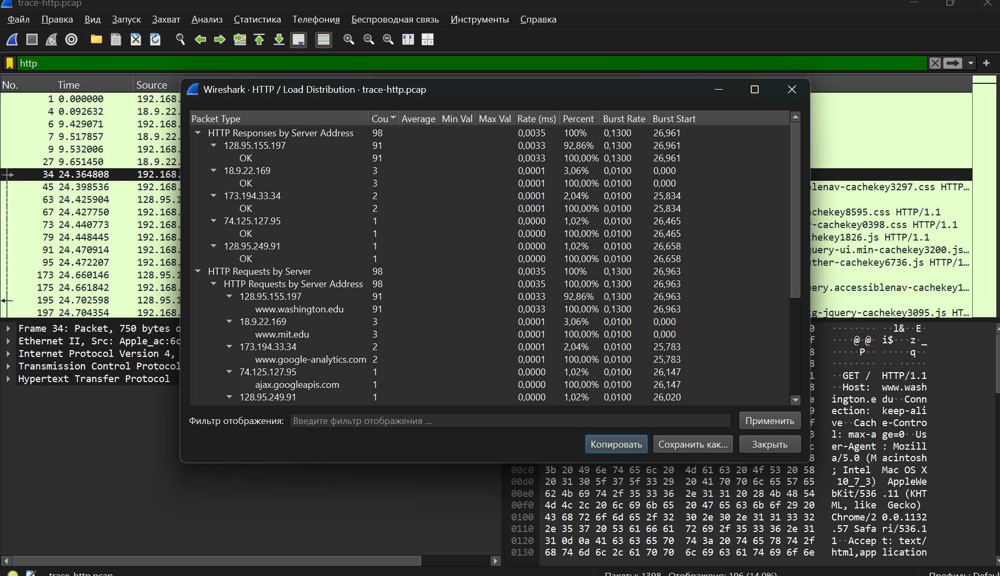 trace-http.pcap
Файл Правка Вид Запуск Захват Анализ Статистика Телефония Беспроводная связь Инструменты Справка
http
No. Time Source
1 0.000000 192.168.
4 0.092632 18.9.22.
6 9.429071 192.168.
7 9.517857 18.9.22.
9 9.532006 192.168.
27 9.651450 18.9.22.
34 24.364808 192.168.
45 24.398536 192.168. lenav-cachekey3297.css HTTP…
63 24.425904 128.95.1
67 24.427750 192.168. chekey8595.css HTTP/1.1
73 24.440773 192.168. r-cachekey0398.css HTTP/1.1
79 24.448445 192.168. hekey1826.js HTTP/1.1
91 24.470914 192.168. uery-ui.min-cachekey3200.js…
95 24.472207 192.168. ther-cachekey6736.js HTTP/1…
173 24.660146 128.95.1
175 24.661842 192.168. ery.accessiblenav-cachekey1…
195 24.702598 128.95.1
197 24.704354 192.168. g-jquery-cachekey3095.js HT…
Wireshark · HTTP / Load Distribution · trace-http.pcap
Packet Type Cou Average Min Val Max Val Rate (ms) Percent Burst Rate Burst Start
HTTP Responses by Server Address 98 0,0035 100% 0,1300 26,961
128.95.155.197 91 0,0033 92,86% 0,1300 26,961
OK 91 0,0033 100,00% 0,1300 26,961
18.9.22.169 3 0,0001 3,06% 0,0100 0,000
OK 3 0,0001 100,00% 0,0100 0,000
173.194.33.34 2 0,0001 2,04% 0,0100 25,834
OK 2 0,0001 100,00% 0,0100 25,834
74.125.127.95 1 0,0000 1,02% 0,0100 26,465
OK 1 0,0000 100,00% 0,0100 26,465
128.95.249.91 1 0,0000 1,02% 0,0100 26,658
OK 1 0,0000 100,00% 0,0100 26,658
HTTP Requests by Server 98 0,0035 100% 0,1300 26,963
HTTP Requests by Server Address 98 0,0035 100,00% 0,1300 26,963
128.95.155.197 91 0,0033 92,86% 0,1300 26,963
www.washington.edu 91 0,0033 100,00% 0,1300 26,963
18.9.22.169 3 0,0001 3,06% 0,0100 0,000
www.mit.edu 3 0,0001 100,00% 0,0100 0,000
173.194.33.34 2 0,0001 2,04% 0,0100 25,783
www.google-analytics.com 2 0,0001 100,00% 0,0100 25,783
74.125.127.95 1 0,0000 1,02% 0,0100 26,147
ajax.googleapis.com 1 0,0000 100,00% 0,0100 26,147
128.95.249.91 1 0,0000 1,02% 0,0100 26,020
Фильтр отображения: Введите фильтр отображения ... Применить
Копировать Сохранить как... Закрыть
Frame 34: Packet, 750 bytes o
Ethernet II, Src: Apple_ac:6d
Internet Protocol Version 4,
Transmission Control Protocol
Hypertext Transfer Protocol
0 ········ ··l&··E·
f ····@·@· i$···z·_
8 ·····P·· ·····q··
8 ········ ·· ·····
1 ··GET / HTTP/1.1
8 ··Host: www.wash
e ington.e du··Conn
9 ection: keep-ali
f ve··Cach e-Contro
3 l: max-a ge=0··Us
c er-Agent : Mozill
8 a/5.0 (M acintosh
00c0 3b 20 49 6e 74 65 6c 20 4d 61 63 20 4f 53 20 58 ; Intel Mac OS X
00d0 20 31 30 5f 37 5f 33 29 20 41 70 70 6c 65 57 65 10_7_3) AppleWe
00e0 62 4b 69 74 2f 35 33 36 2e 31 31 20 28 4b 48 54 bKit/536 .11 (KHT
00f0 4d 4c 2c 20 6c 69 6b 65 20 47 65 63 6b 6f 29 20 ML, like Gecko)
0100 43 68 72 6f 6d 65 2f 32 30 2e 30 2e 31 31 33 32 Chrome/2 0.0.1132
0110 2e 35 37 20 53 61 66 61 72 69 2f 35 33 36 2e 31 .57 Safa ri/536.1
0120 31 0d 0a 41 63 63 65 70 74 3a 20 74 65 78 74 2f 1··Accep t: text/
0130 68 74 6d 6c 2c 61 70 70 6c 69 63 61 74 69 6f 6e html,app lication
trace-http.pcap Пакеты: 1398 · Отображено: 196 (14.0%) Профиль: Defau